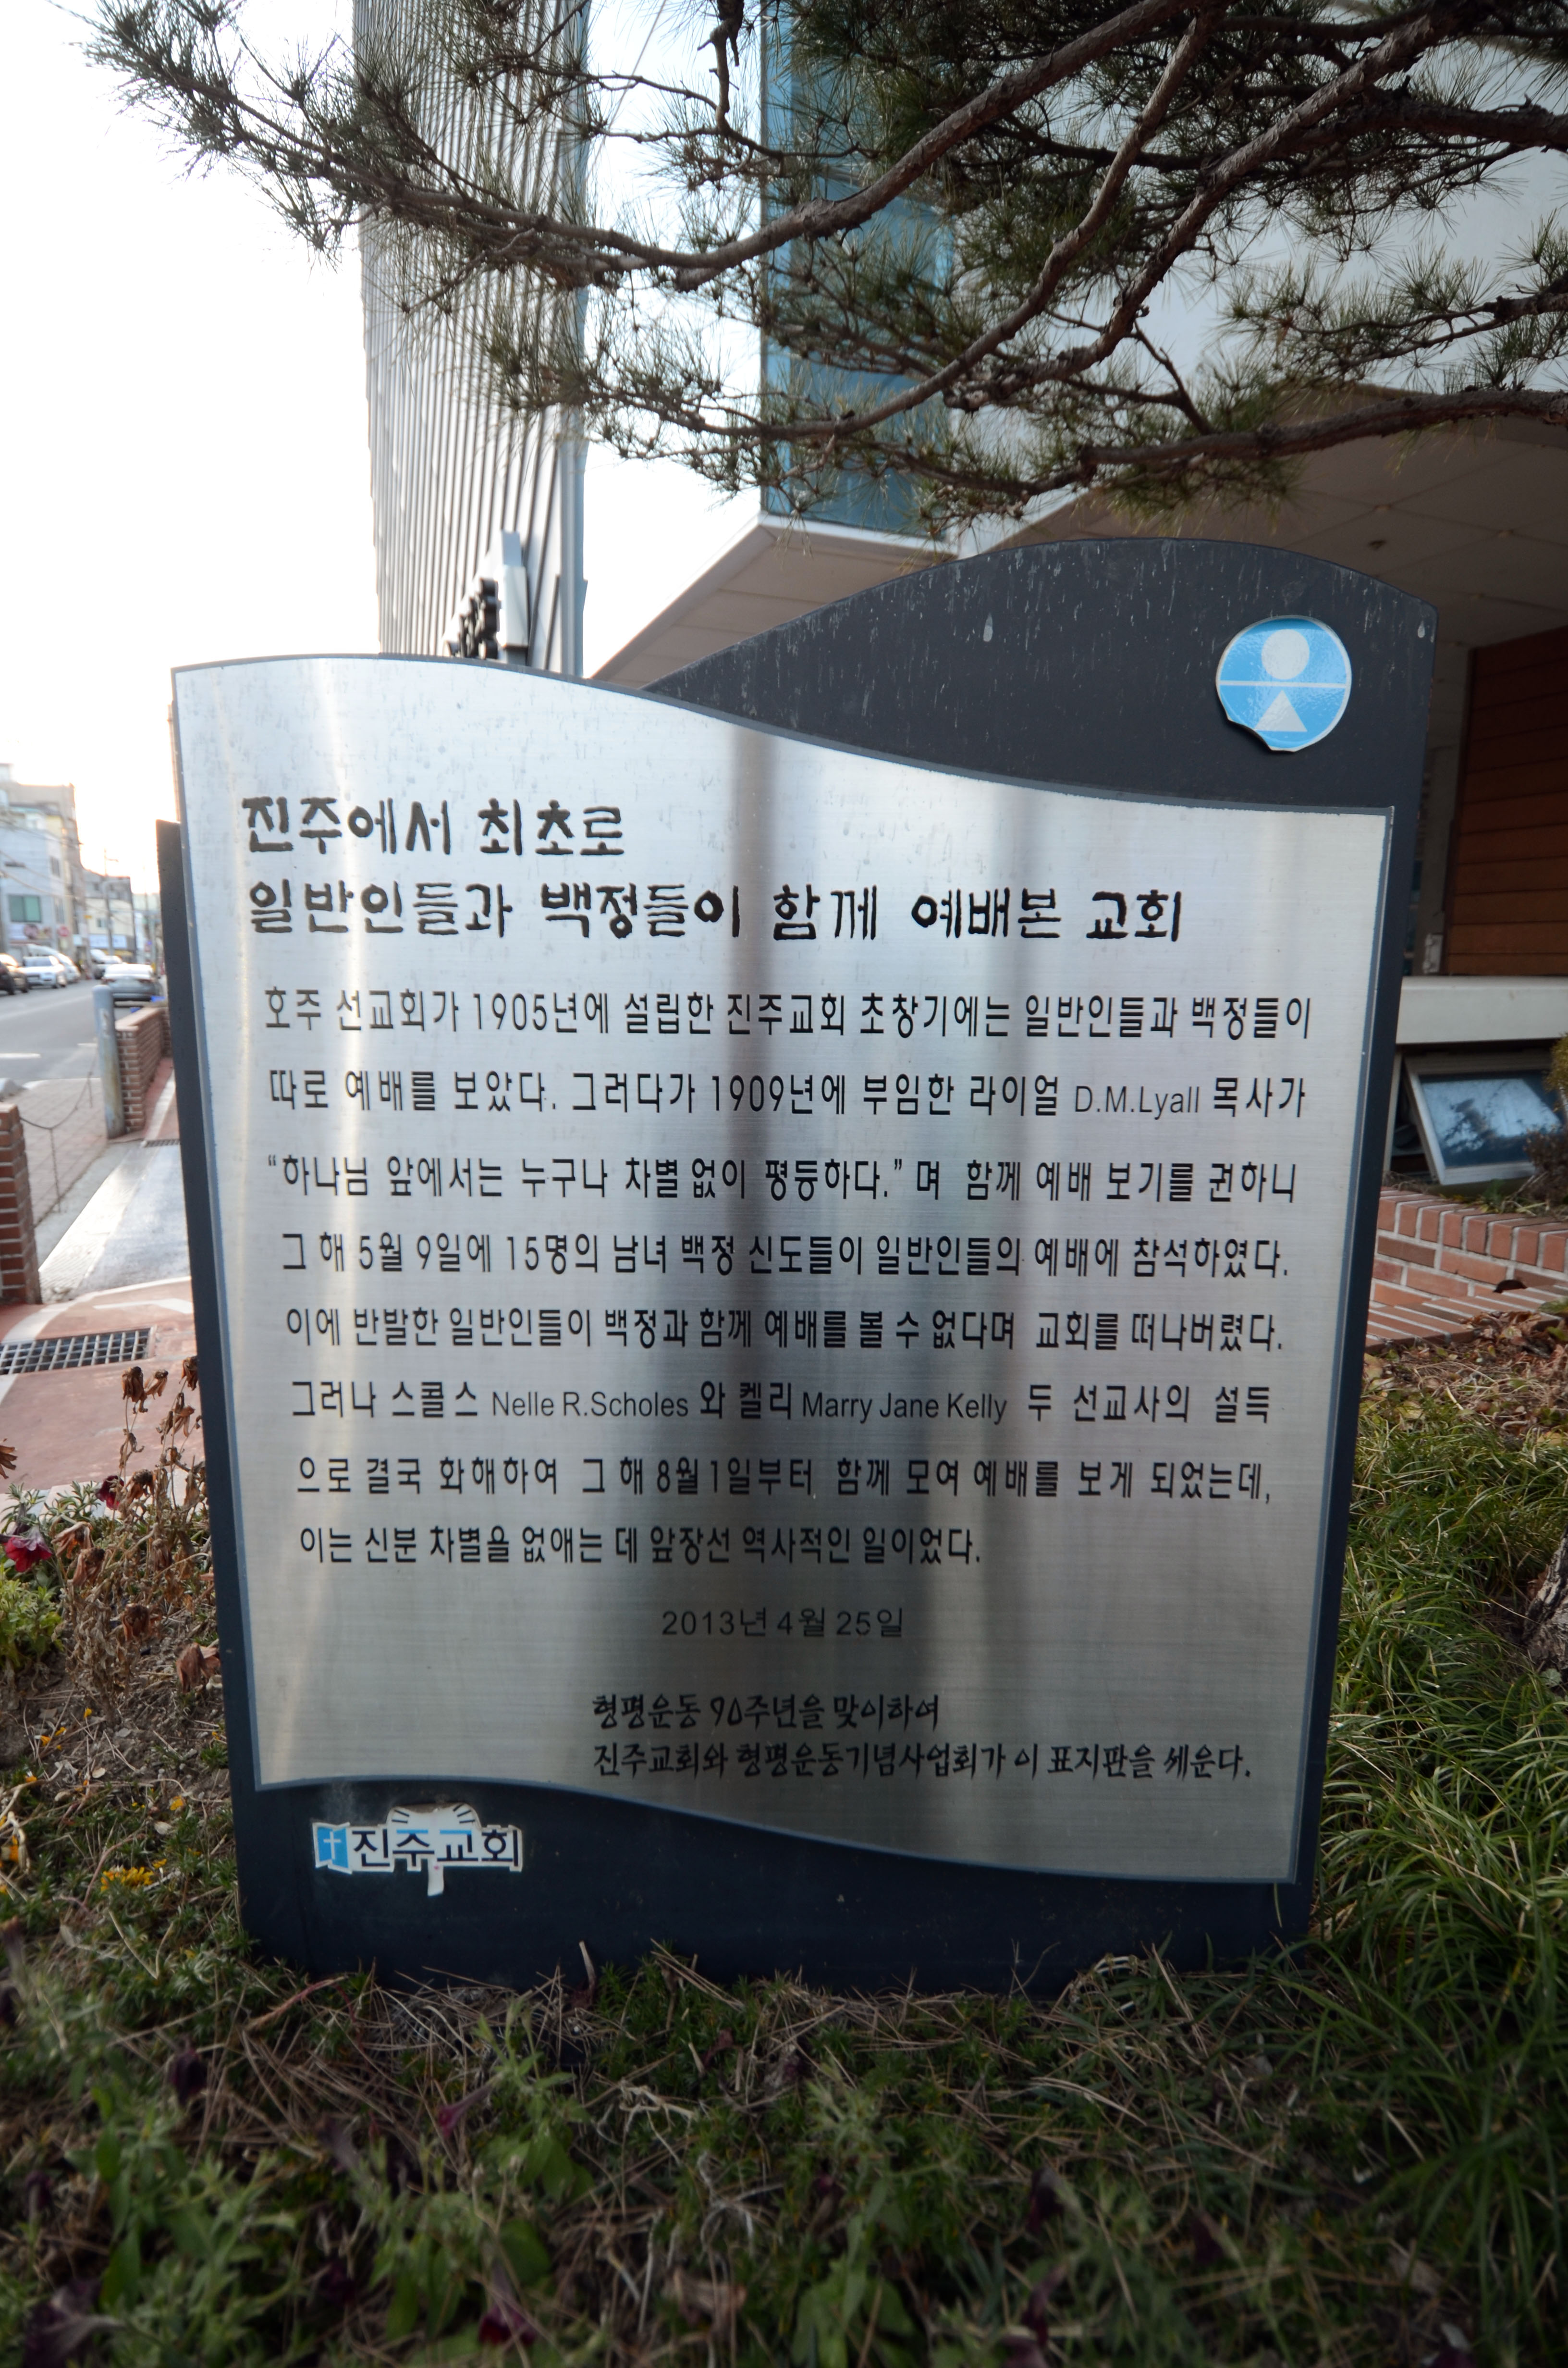 진주에서 최초로
일반인들과 백정들이 함께 예배본 교회
호주 선교회가 1905년에 설립한 진주교회 초창기에는 일반인들과 백정들이
따로 예배를 보았다. 그러다가 1909년에 부임한 라이얼 D.M.Lyall 목사가
“하나님 앞에서는 누구나 차별 없이 평등하다.” 며 함께 예배 보기를 권하니
그 해 5월 9일에 15명의 남녀 백정 신도들이 일반인들의 예배에 참석하였다.
이에 반발한 일반인들이 백정과 함께 예배를 볼 수 없다며 교회를 떠나버렸다.
그러나 스콜스 Nelle R.Scholes 와 켈리 Marry Jane Kelly 두 선교사의 설득
으로 결국 화해하여 그 해 8월 1일부터 함께 모여 예배를 보게 되었는데,
이는 신분 차별을 없애는 데 앞장선 역사적인 일이었다.
2013년 4월 25일
형평운동 90주년을 맞이하여
진주교회와 형평운동기념사업회가 이 표지판을 세운다.
진주교회